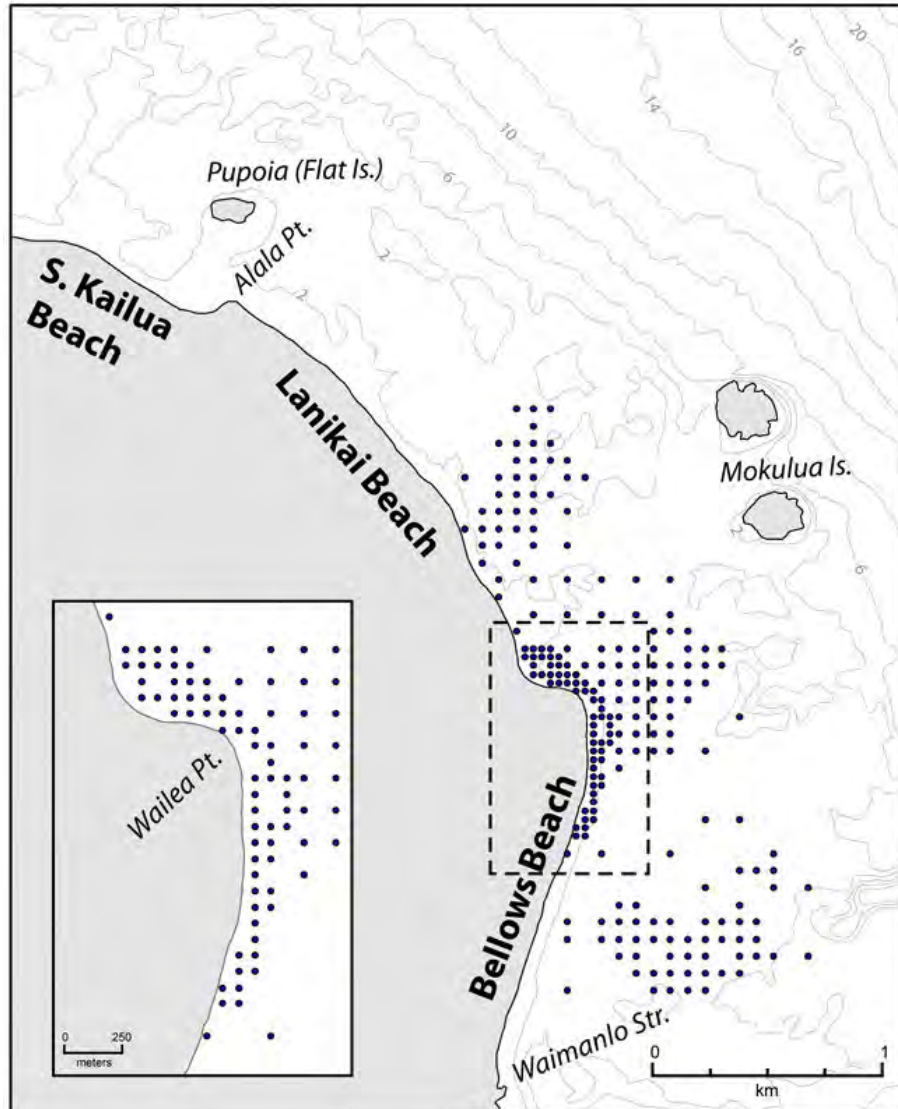 20
16
14
10
6
Pupoia (Flat Is.)
Alala Pt.
2
2
S. Kailua
Beach
Lanikai Beach
Mokulua Is.
2
6
Wailea Pt.
Bellows Beach
Waimanlo Str.
0 250
meters
0 1
km